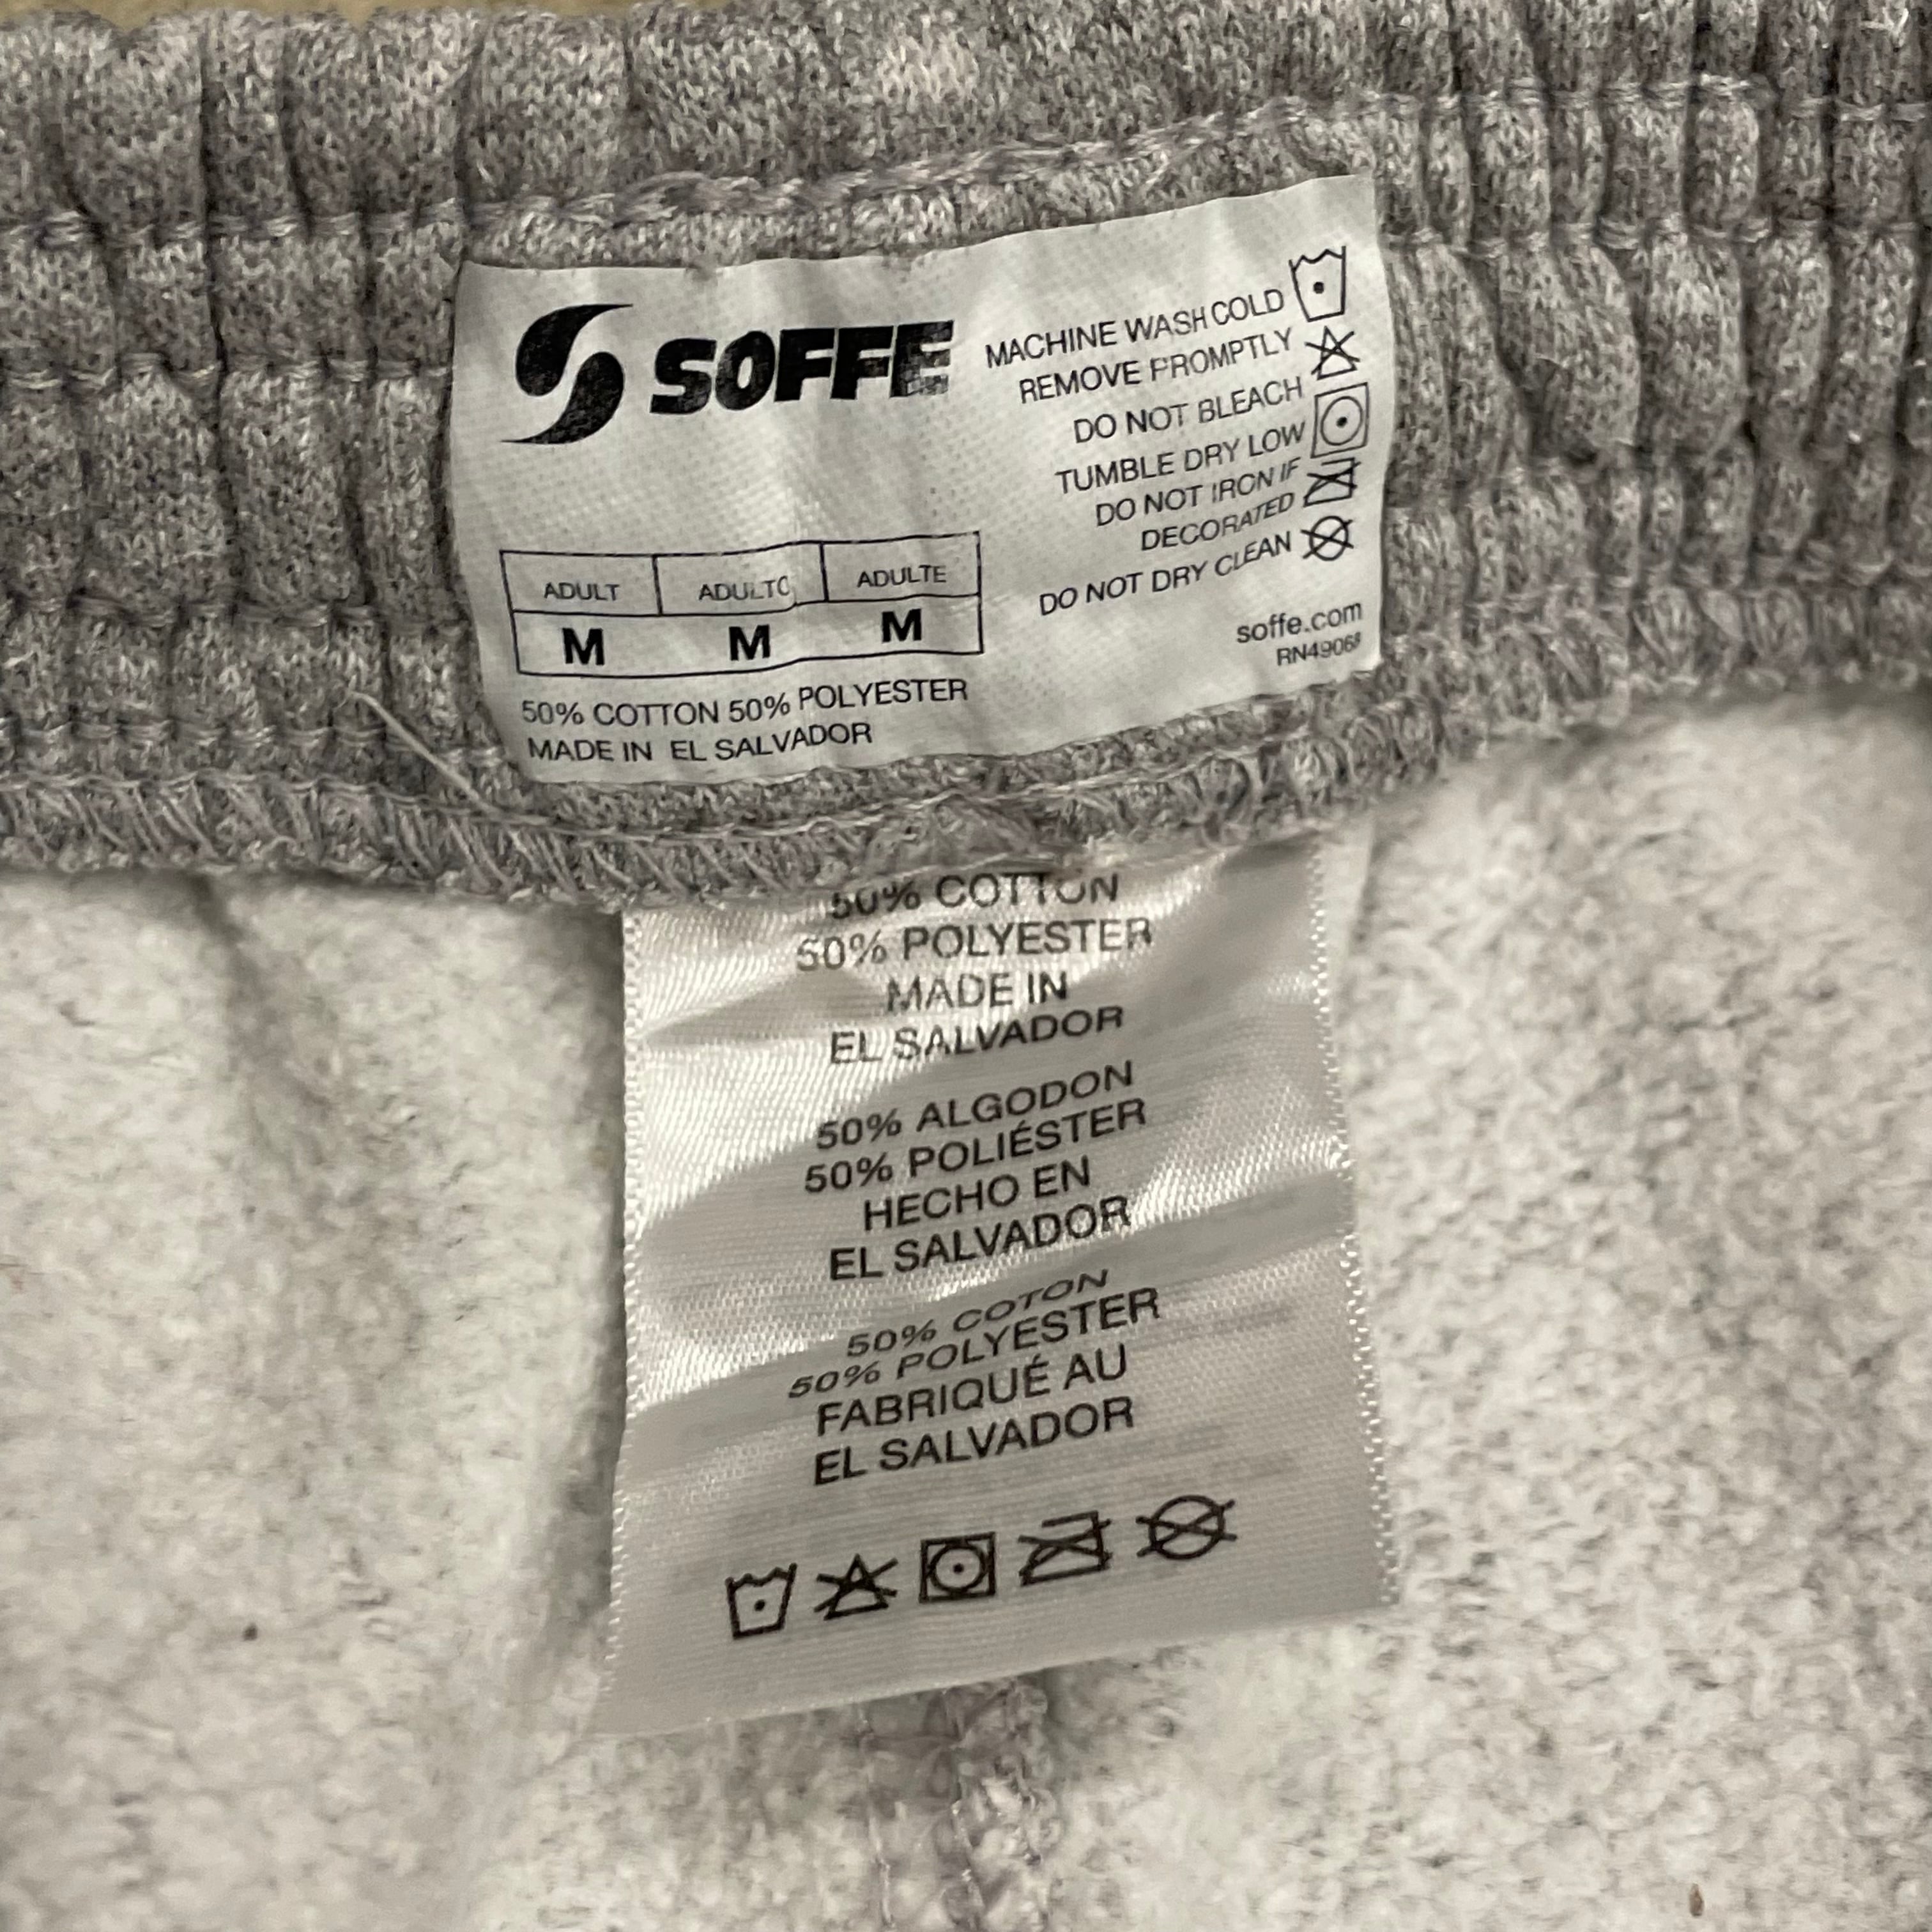 SOFFE
MACHINE WASH COLD
REMOVE PROMPTLY
DO NOT BLEACH
TUMBLE DRY LOW
DO NOT IRON IF
DECORATED
DO NOT DRY CLEAN
soffe.com
RN49068
ADULT ADULTO ADULTE
M M M
50% COTTON 50% POLYESTER
MADE IN EL SALVADOR
50% COTTON
50% POLYESTER
MADE IN
EL SALVADOR
50% ALGODON
50% POLIÉSTER
HECHO EN
EL SALVADOR
50% COTON
50% POLYESTER
FABRIQUÉ AU
EL SALVADOR